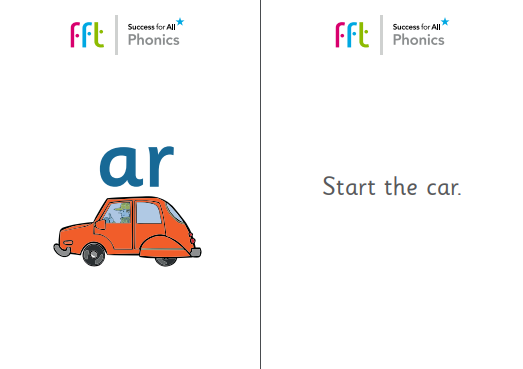 fft
Success for All
Phonics
ar
fft
Success for All
Phonics
Start the car.